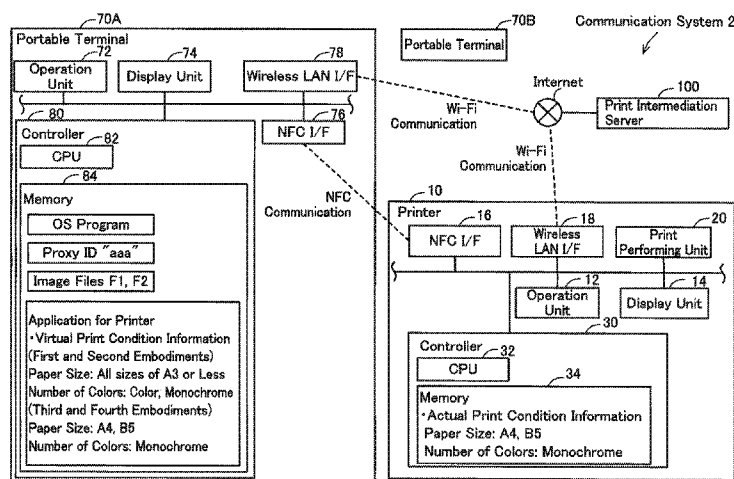 70A
Portable Terminal
72
Operation
Unit
74
Display Unit
78
Wireless LAN I/F
76
NFC I/F
80
Controller
82
CPU
84
Memory
OS Program
Proxy ID "aaa"
Image Files F1, F2
Application for Printer
・Virtual Print Condition Information
(First and Second Embodiments)
Paper Size: All sizes of A3 or Less
Number of Colors: Color, Monochrome
(Third and Fourth Embodiments)
Paper Size: A4, B5
Number of Colors: Monochrome
70B
Portable Terminal
Communication System 2
Internet
100
Print Intermediation
Server
Wi-Fi
Communication
Wi-Fi
Communication
NFC
Communication
10
Printer
16
NFC I/F
18
Wireless
LAN I/F
20
Print
Performing Unit
12
Operation
Unit
14
Display Unit
30
Controller
32
CPU
34
Memory
・Actual Print Condition Information
Paper Size: A4, B5
Number of Colors: Monochrome